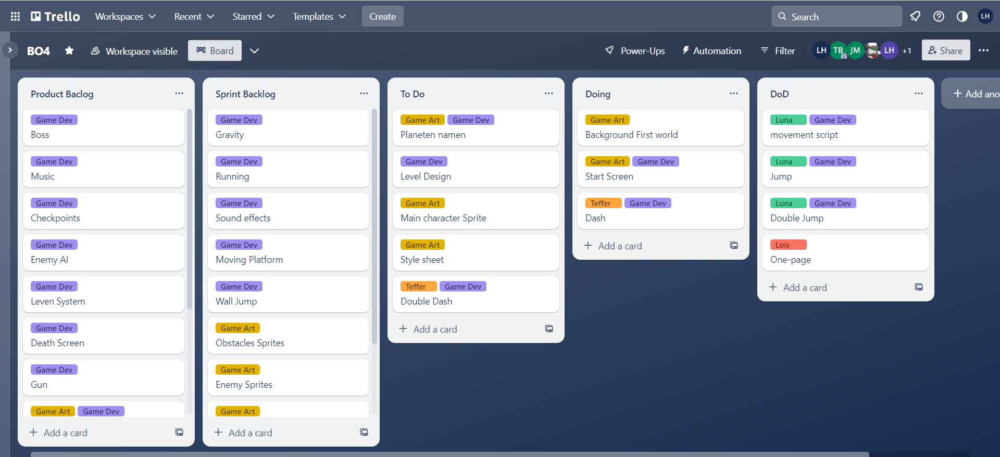 Trello Workspaces Recent Starred Templates Create Search LH
BO4 Workspace visible Board Power-Ups Automation Filter LH TB JM LH +1 Share
Product Baclog
Game Dev
Boss
Game Dev
Music
Game Dev
Checkpoints
Game Dev
Enemy AI
Game Dev
Leven System
Game Dev
Death Screen
Game Dev
Gun
Game Art Game Dev
Add a card
Sprint Backlog
Game Dev
Gravity
Game Dev
Running
Game Dev
Sound effects
Game Dev
Moving Platform
Game Dev
Wall Jump
Game Art
Obstacles Sprites
Game Art
Enemy Sprites
Game Art
Add a card
To Do
Game Art Game Dev
Planeten namen
Game Dev
Level Design
Game Art
Main character Sprite
Game Art
Style sheet
Teffer Game Dev
Double Dash
Add a card
Doing
Game Art
Background First world
Game Art Game Dev
Start Screen
Teffer Game Dev
Dash
Add a card
DoD
Luna Game Dev
movement script
Luna Game Dev
Jump
Luna Game Dev
Double Jump
Lois
One-page
Add a card
Add ano